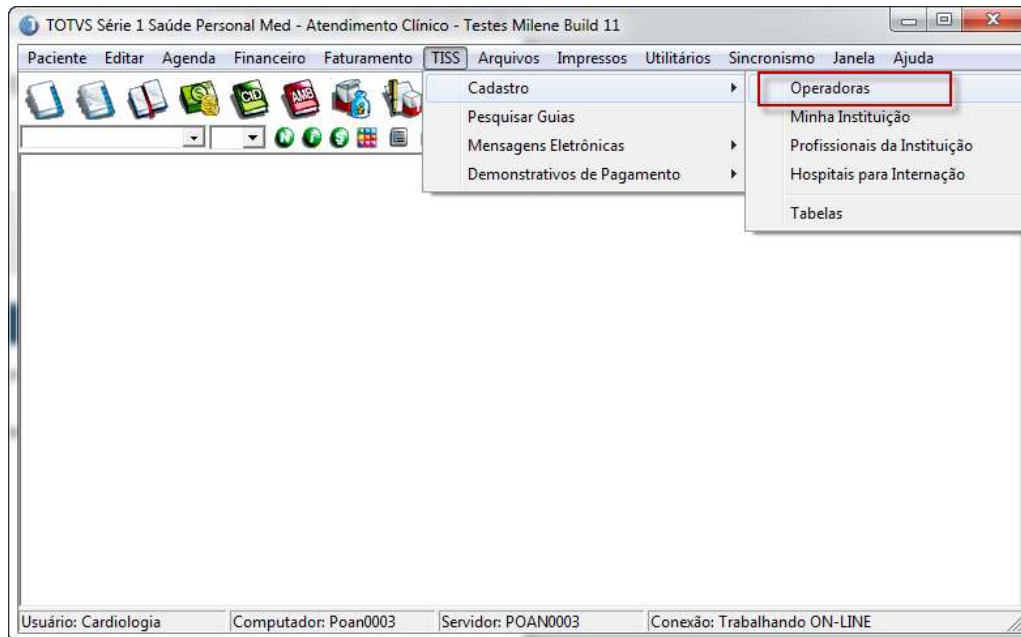 TOTVS Série 1 Saúde Personal Med - Atendimento Clínico - Testes Milene Build 11
Paciente Editar Agenda Financeiro Faturamento TISS Arquivos Impressos Utilitários Sincronismo Janela Ajuda
Cadastro
Pesquisar Guias
Mensagens Eletrônicas
Demonstrativos de Pagamento
Operadoras
Minha Instituição
Profissionais da Instituição
Hospitais para Internação
Tabelas
CID
AMB
Usuário: Cardiologia Computador: Poan0003 Servidor: POAN0003 Conexão: Trabalhando ON-LINE